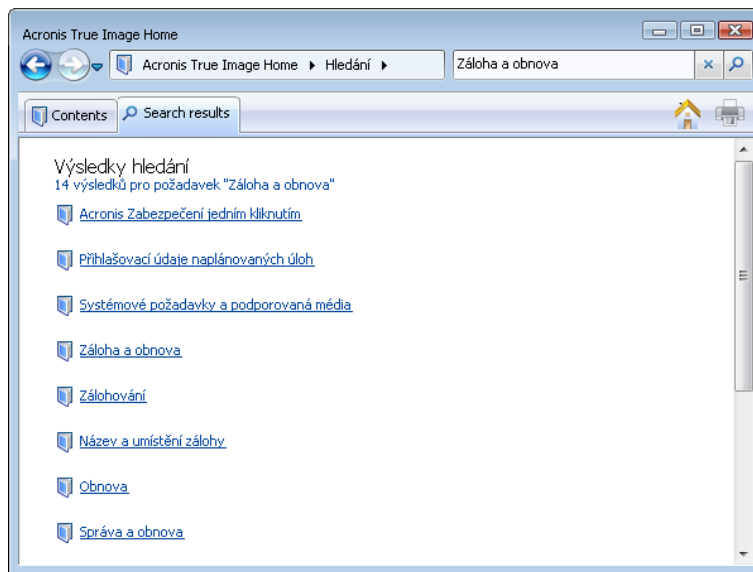 Acronis True Image Home
Acronis True Image Home Hledání
Záloha a obnova
Contents
Search results
Výsledky hledání
14 výsledků pro požadavek "Záloha a obnova"
Acronis Zabezpečení jedním kliknutím
Přihlašovací údaje naplánovaných úloh
Systémové požadavky a podporovaná média
Záloha a obnova
Zálohování
Název a umístění zálohy
Obnova
Správa a obnova